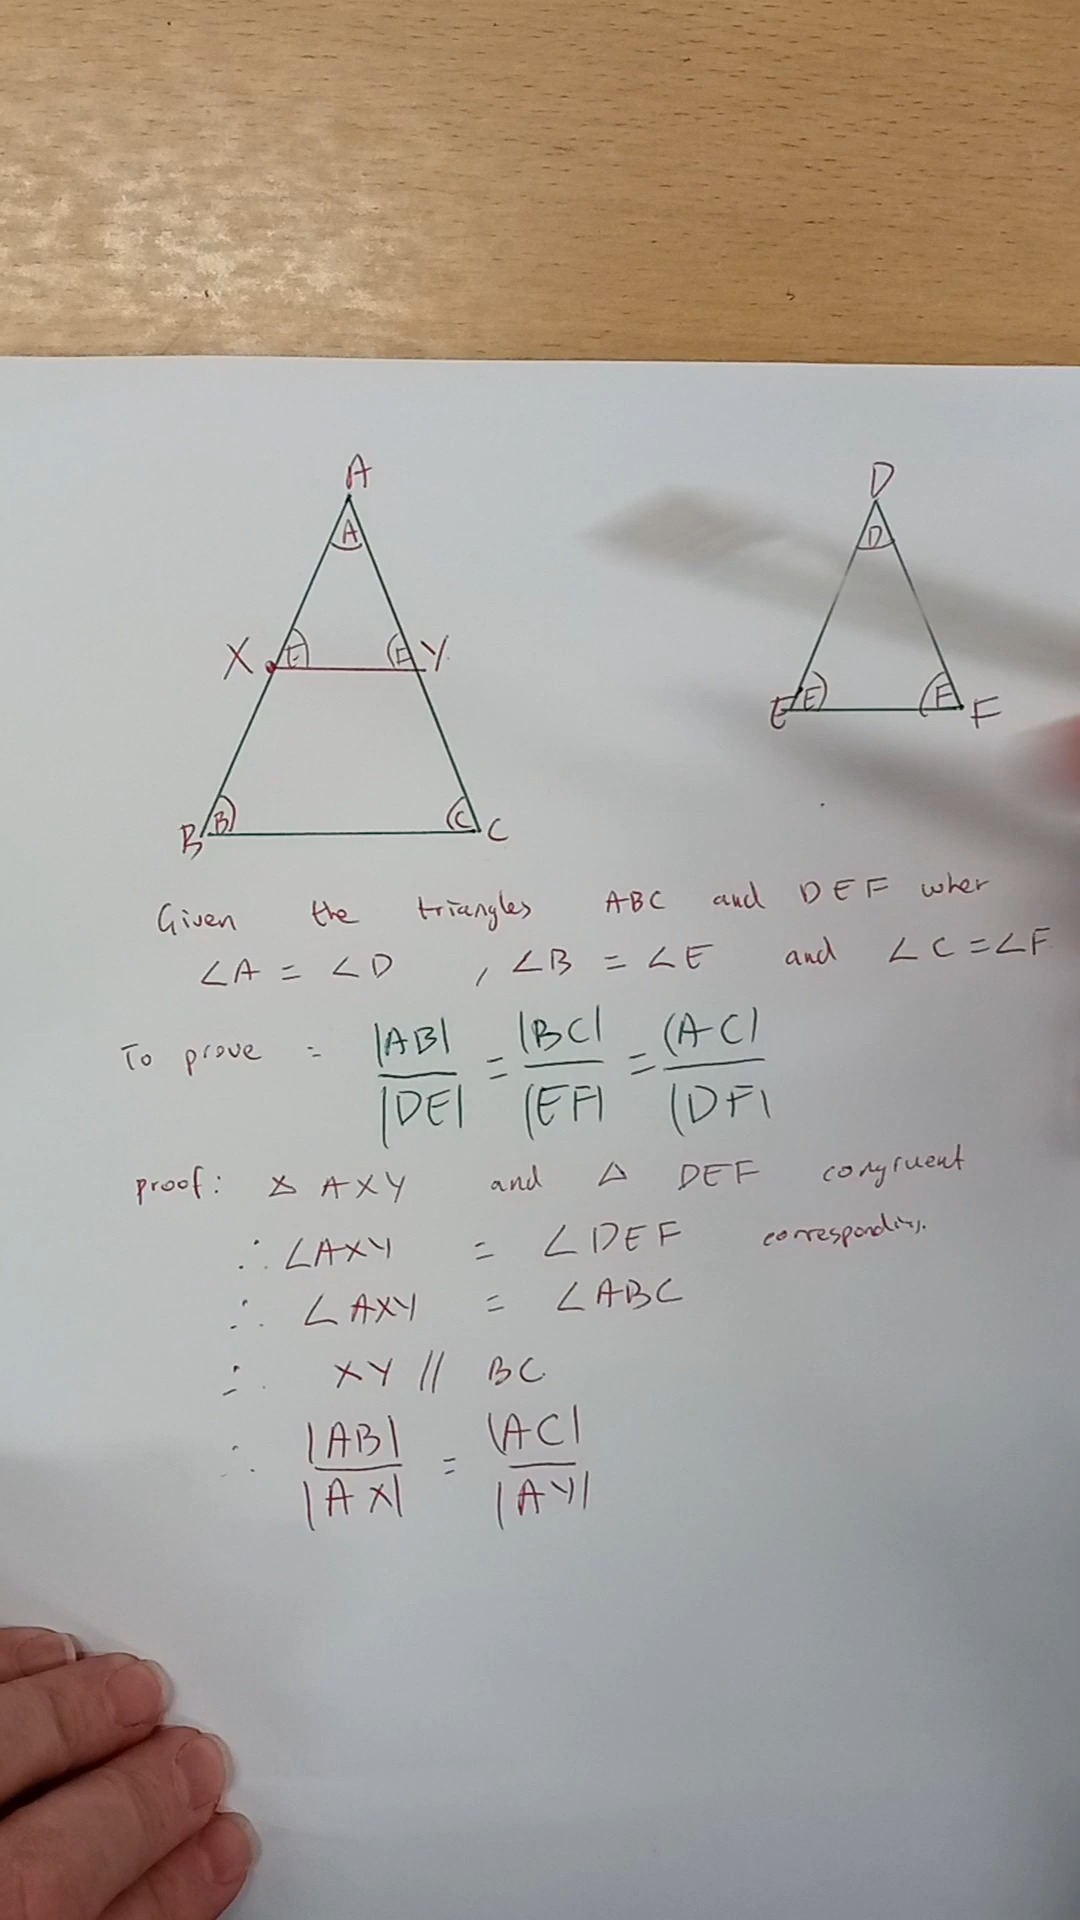 A
D
A
D
X E E Y
E E F F
B B C C
Given the triangles ABC and DEF wher
∠A = ∠D , ∠B = ∠E and ∠C = ∠F
To prove = |AB| / |DE| = |BC| / |EF| = |AC| / |DF|
proof: △ AXY and △ DEF congruent
∴ ∠AXY = ∠DEF corresponding.
∴ ∠AXY = ∠ABC
∴ XY // BC
∴ |AB| / |AX| = |AC| / |AY|